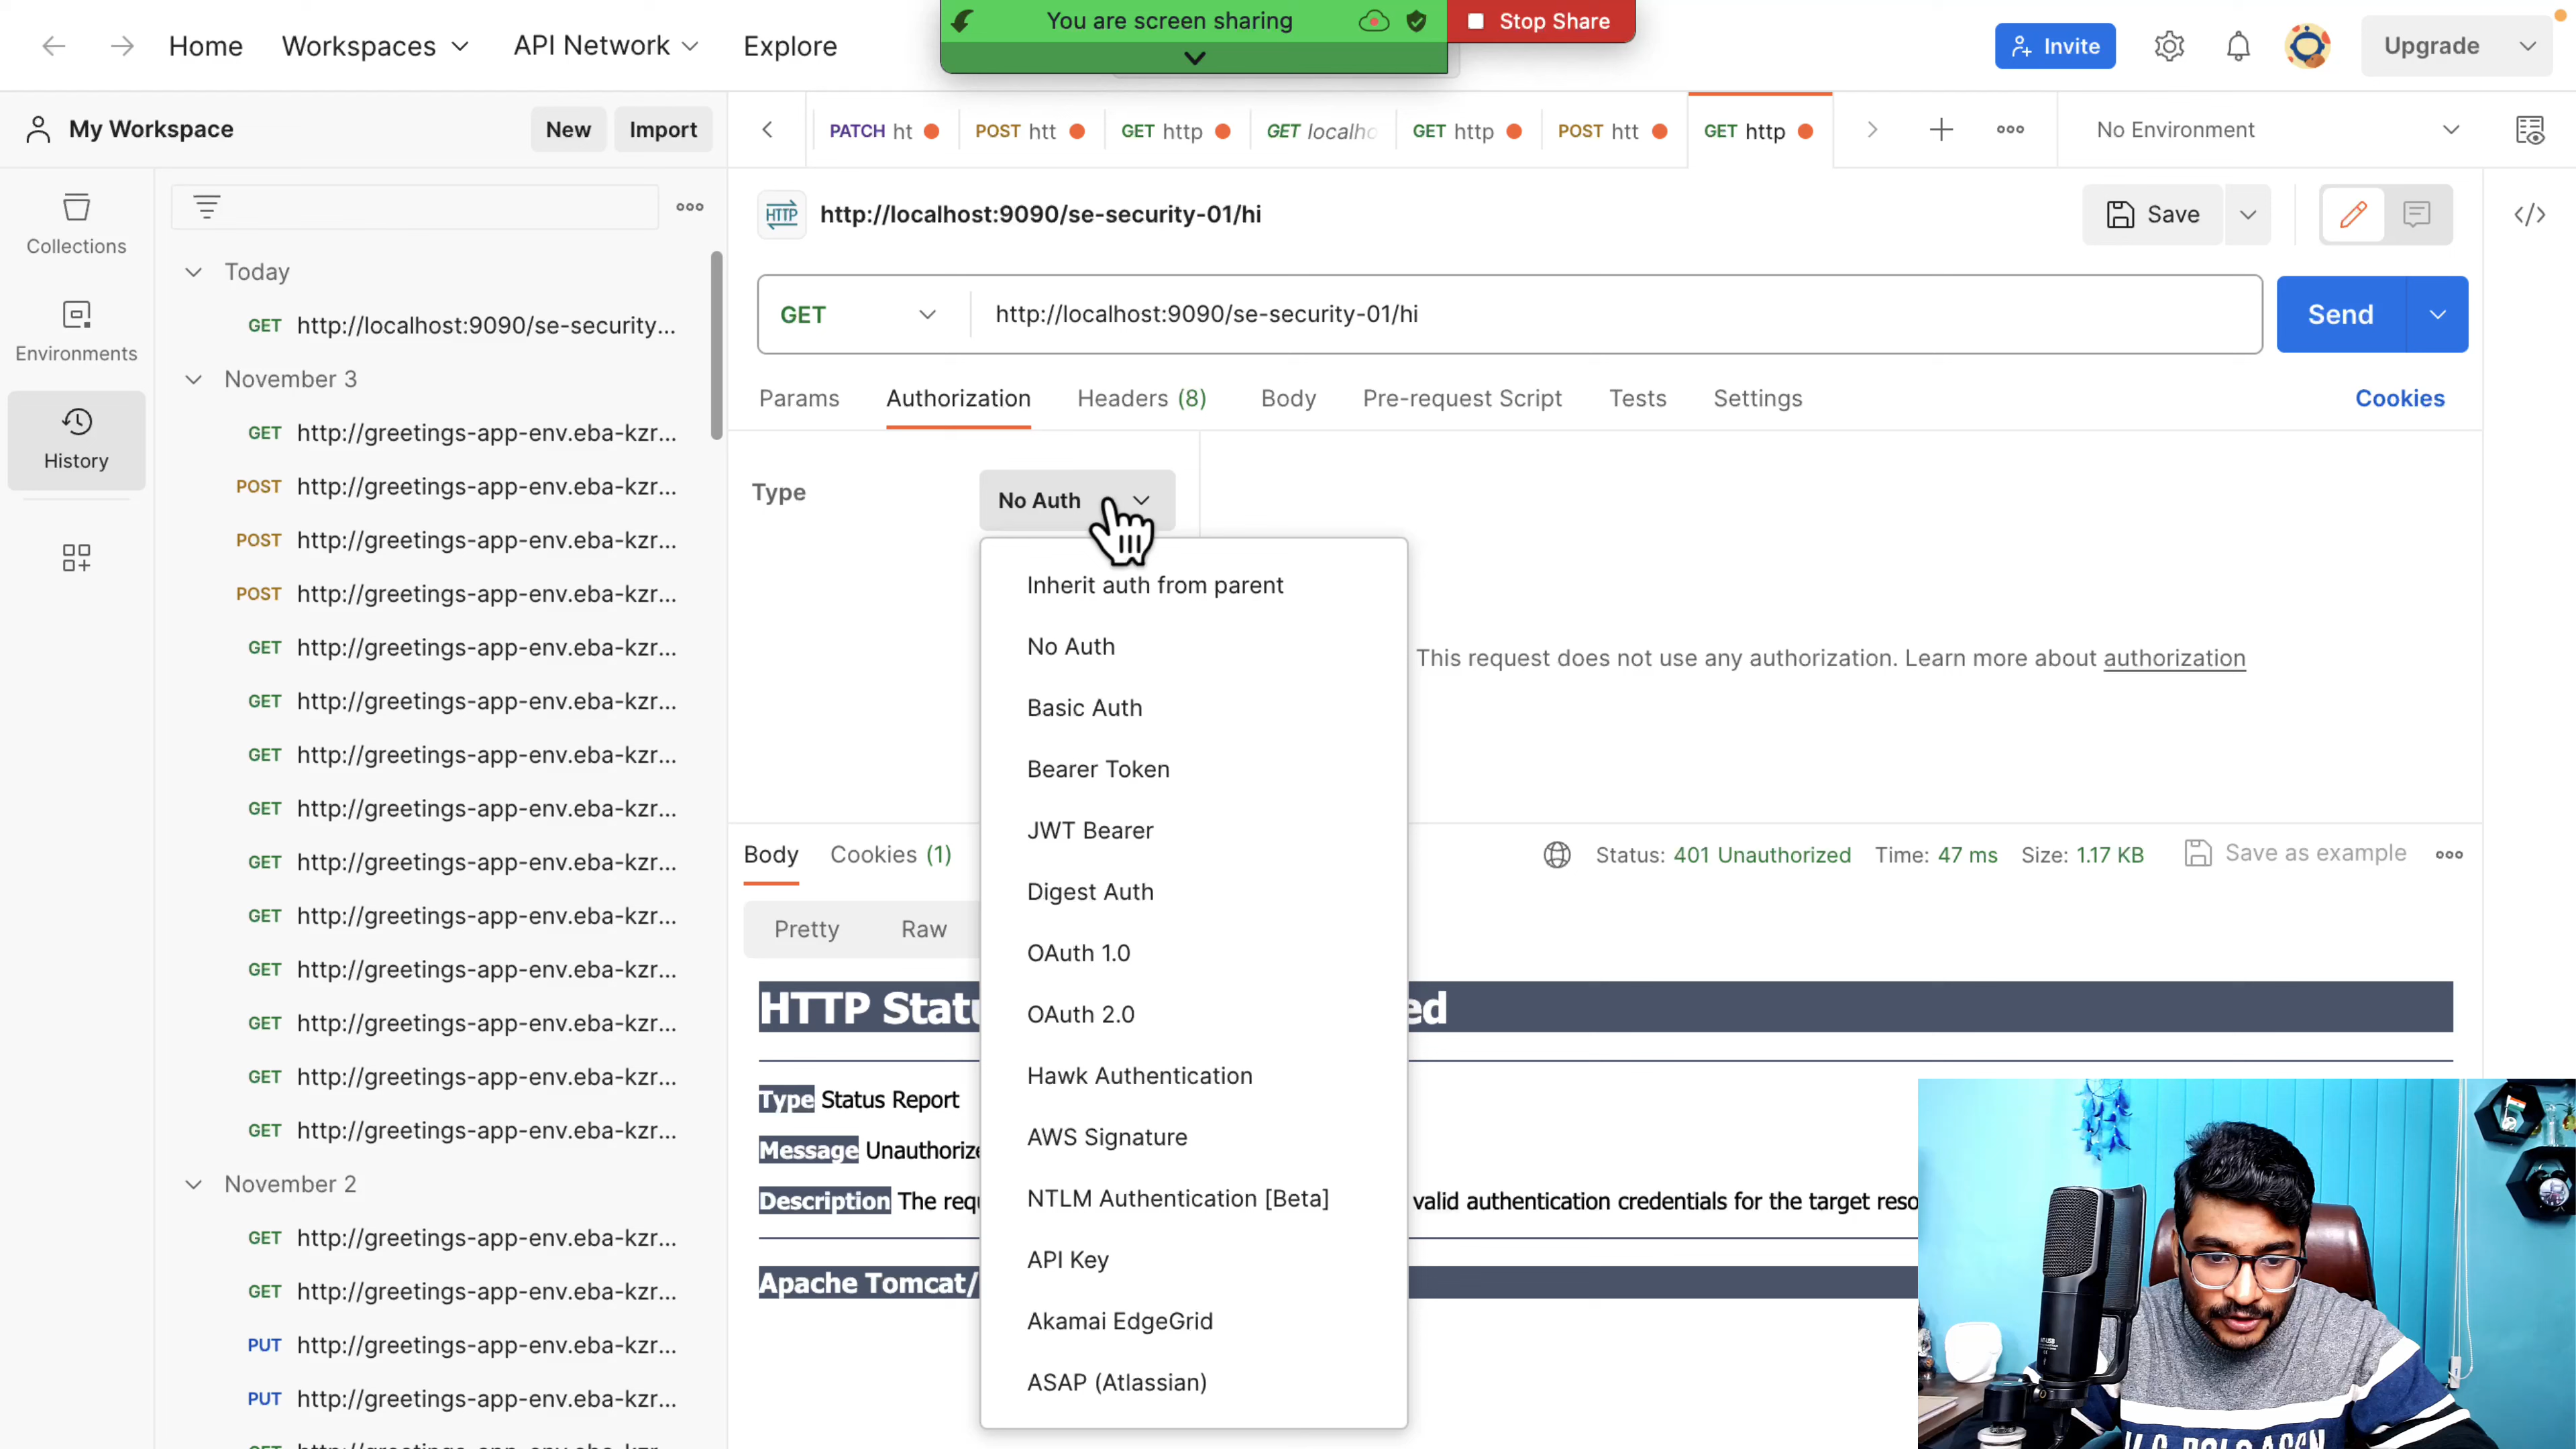 You are screen sharing
Stop Share
Home
Workspaces
API Network
Explore
Invite
Upgrade
My Workspace
New
Import
PATCH ht
POST htt
GET http
GET localho
GET http
POST htt
GET http
No Environment
Collections
Environments
History
Today
GET http://localhost:9090/se-security...
November 3
GET http://greetings-app-env.eba-kzr...
POST http://greetings-app-env.eba-kzr...
POST http://greetings-app-env.eba-kzr...
POST http://greetings-app-env.eba-kzr...
GET http://greetings-app-env.eba-kzr...
GET http://greetings-app-env.eba-kzr...
GET http://greetings-app-env.eba-kzr...
GET http://greetings-app-env.eba-kzr...
GET http://greetings-app-env.eba-kzr...
GET http://greetings-app-env.eba-kzr...
GET http://greetings-app-env.eba-kzr...
GET http://greetings-app-env.eba-kzr...
GET http://greetings-app-env.eba-kzr...
GET http://greetings-app-env.eba-kzr...
November 2
GET http://greetings-app-env.eba-kzr...
GET http://greetings-app-env.eba-kzr...
PUT http://greetings-app-env.eba-kzr...
PUT http://greetings-app-env.eba-kzr...
HTTP
http://localhost:9090/se-security-01/hi
Save
GET
http://localhost:9090/se-security-01/hi
Send
Params
Authorization
Headers (8)
Body
Pre-request Script
Tests
Settings
Cookies
Type
No Auth
Inherit auth from parent
No Auth
Basic Auth
Bearer Token
JWT Bearer
Digest Auth
OAuth 1.0
OAuth 2.0
Hawk Authentication
AWS Signature
NTLM Authentication [Beta]
API Key
Akamai EdgeGrid
ASAP (Atlassian)
This request does not use any authorization. Learn more about authorization
Body
Cookies (1)
Status: 401 Unauthorized
Time: 47 ms
Size: 1.17 KB
Save as example
Pretty
Raw
HTTP Stat
ed
Type Status Report
Message Unauthoriz
Description The req
valid authentication credentials for the target reso
Apache Tomcat/